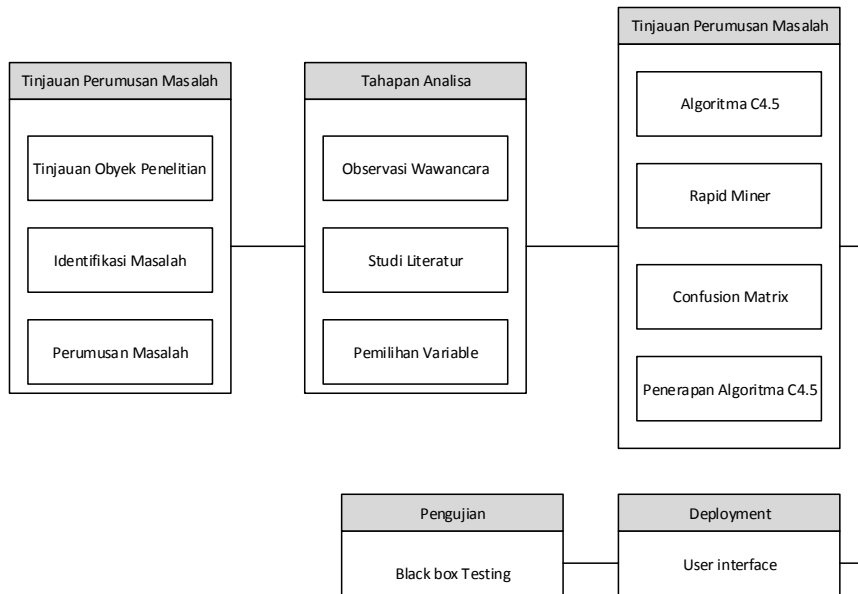 Tinjauan Perumusan Masalah
Tinjauan Obyek Penelitian
Identifikasi Masalah
Perumusan Masalah
Tahapan Analisa
Observasi Wawancara
Studi Literatur
Pemilihan Variable
Tinjauan Perumusan Masalah
Algoritma C4.5
Rapid Miner
Confusion Matrix
Penerapan Algoritma C4.5
Pengujian
Black box Testing
Deployment
User interface